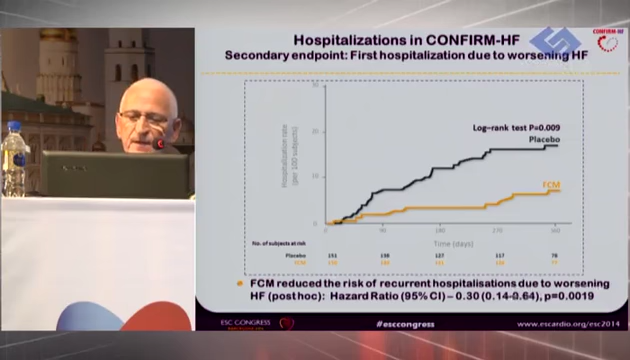 Hospitalizations in CONFIRM-HF
Secondary endpoint: First hospitalization due to worsening HF
CONFIRM-HF
30
20
10
0
Hospitalization rate
(per 100 subjects)
Log-rank test P=0.009
Placebo
FCM
0
90
180
270
360
Time (days)
No. of subjects at risk
Placebo 151 138 127 117 76
FCM
FCM reduced the risk of recurrent hospitalisations due to worsening
HF (post hoc): Hazard Ratio (95% CI) – 0.30 (0.14-0.64), p=0.0019
ESC CONGRESS
#esccongress
www.escardio.org/esc2014